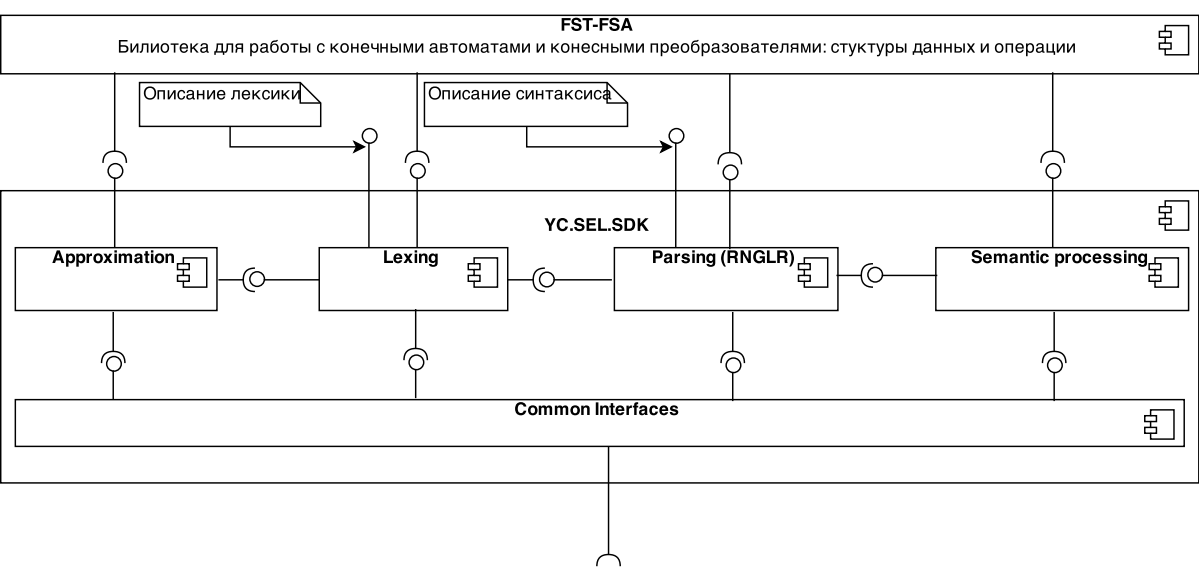 FST-FSA
Билиотека для работы с конечными автоматами и конесными преобразователями: стуктуры данных и операции
Описание лексики
Описание синтаксиса
YC.SEL.SDK
Approximation
Lexing
Parsing (RNGLR)
Semantic processing
Common Interfaces